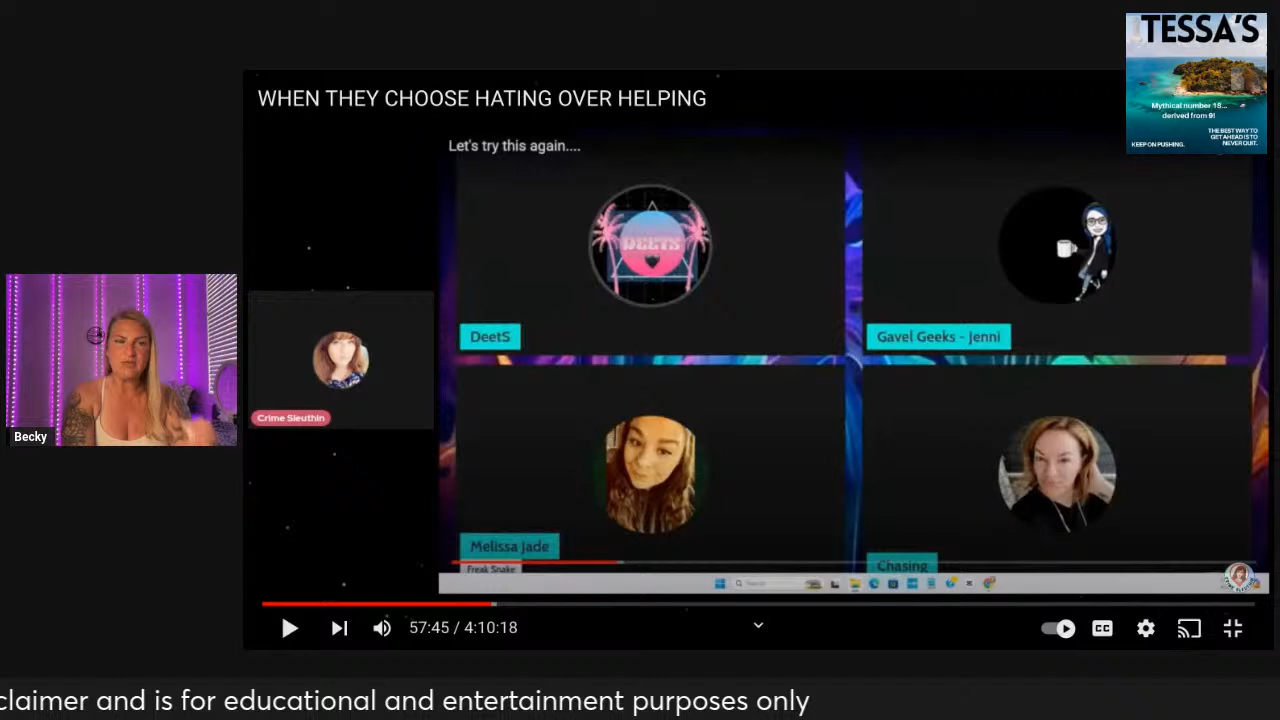 TESSA'S
Mythical number 18...
derived from 9!
THE BEST WAY TO
GET AHEAD IS TO
NEVER QUIT.
KEEP ON PUSHING.
WHEN THEY CHOOSE HATING OVER HELPING
Let's try this again....
DEETS
DeetS
Gavel Geeks - Jenni
Crime Sleuthin
Becky
Melissa Jade
Freak Snake
Chasing
Search
57:45 / 4:10:18
CC
claimer and is for educational and entertainment purposes only